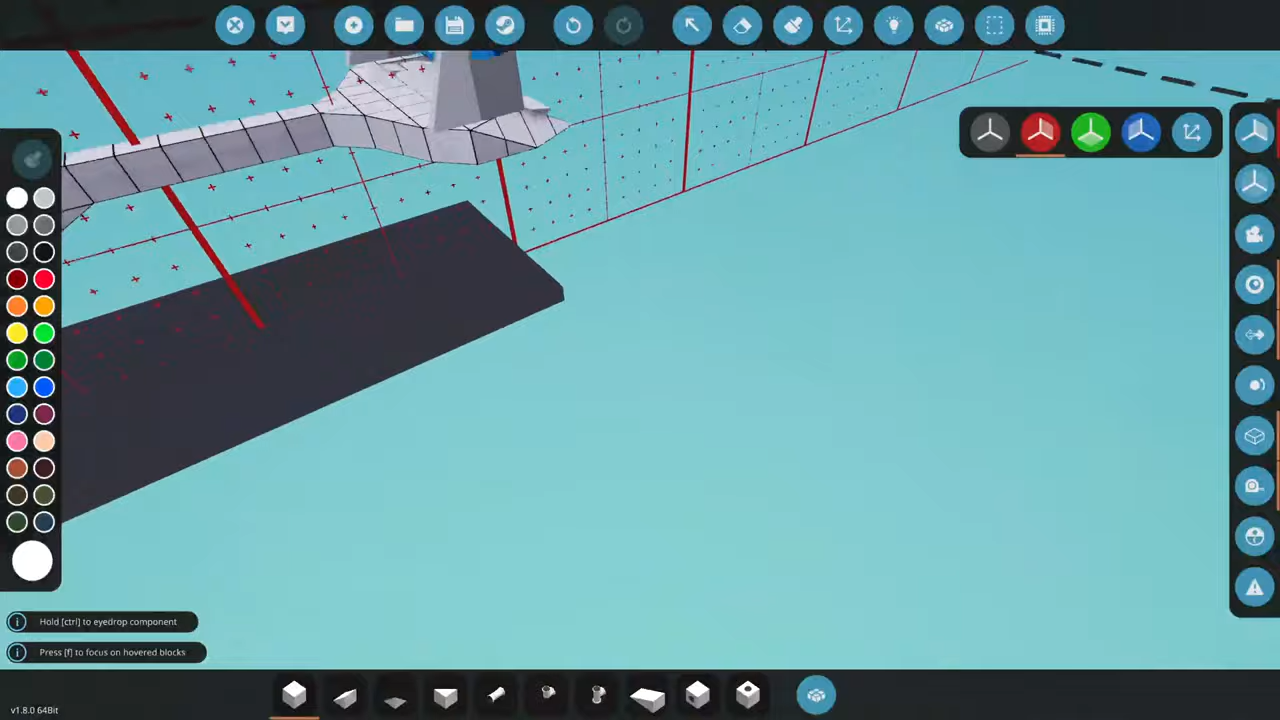 Hold [ctrl] to eyedrop component
Press [f] to focus on hovered blocks
v1.8.0 64Bit